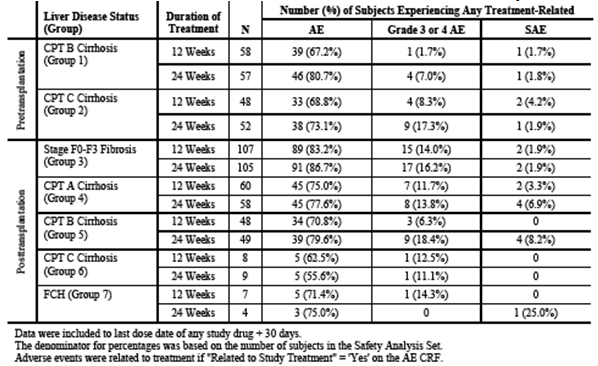 Number (%) of Subjects Experiencing Any Treatment-Related
Liver Disease Status (Group) Duration of Treatment N AE Grade 3 or 4 AE SAE
Pretransplantation
CPT B Cirrhosis (Group 1) 12 Weeks 58 39 (67.2%) 1 (1.7%) 1 (1.7%)
24 Weeks 57 46 (80.7%) 4 (7.0%) 1 (1.8%)
CPT C Cirrhosis (Group 2) 12 Weeks 48 33 (68.8%) 4 (8.3%) 2 (4.2%)
24 Weeks 52 38 (73.1%) 9 (17.3%) 1 (1.9%)
Posttransplantation
Stage F0-F3 Fibrosis (Group 3) 12 Weeks 107 89 (83.2%) 15 (14.0%) 2 (1.9%)
24 Weeks 105 91 (86.7%) 17 (16.2%) 2 (1.9%)
CPT A Cirrhosis (Group 4) 12 Weeks 60 45 (75.0%) 7 (11.7%) 2 (3.3%)
24 Weeks 58 45 (77.6%) 8 (13.8%) 4 (6.9%)
CPT B Cirrhosis (Group 5) 12 Weeks 48 34 (70.8%) 3 (6.3%) 0
24 Weeks 49 39 (79.6%) 9 (18.4%) 4 (8.2%)
CPT C Cirrhosis (Group 6) 12 Weeks 8 5 (62.5%) 1 (12.5%) 0
24 Weeks 9 5 (55.6%) 1 (11.1%) 0
FCH (Group 7) 12 Weeks 7 5 (71.4%) 1 (14.3%) 0
24 Weeks 4 3 (75.0%) 0 1 (25.0%)
Data were included to last dose date of any study drug + 30 days.
The denominator for percentages was based on the number of subjects in the Safety Analysis Set.
Adverse events were related to treatment if "Related to Study Treatment" = 'Yes' on the AE CRF.